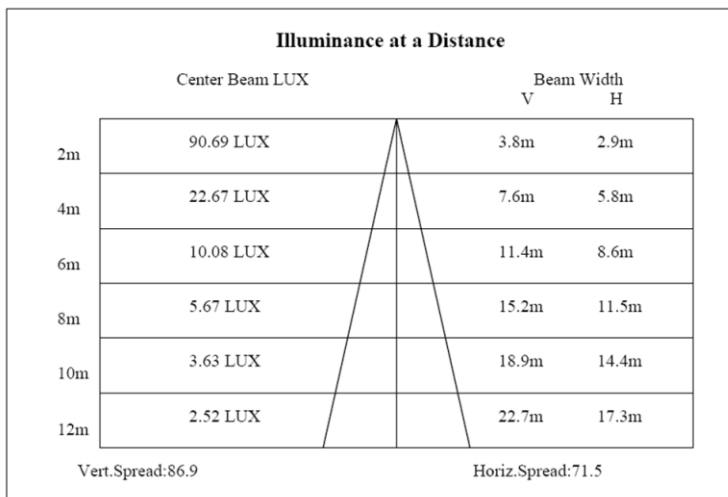 Illuminance at a Distance
Center Beam LUX Beam Width
V H
2m 90.69 LUX 3.8m 2.9m
4m 22.67 LUX 7.6m 5.8m
6m 10.08 LUX 11.4m 8.6m
8m 5.67 LUX 15.2m 11.5m
10m 3.63 LUX 18.9m 14.4m
12m 2.52 LUX 22.7m 17.3m
Vert.Spread:86.9 Horiz.Spread:71.5